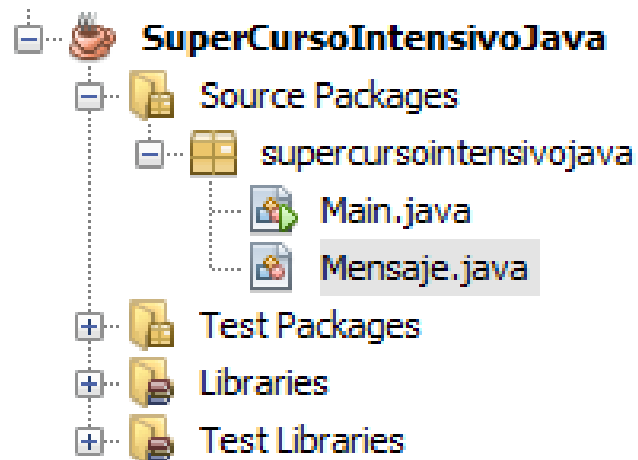 SuperCursoIntensivoJava
Source Packages
supercursointensivojava
Main.java
Mensaje.java
Test Packages
Libraries
Test Libraries